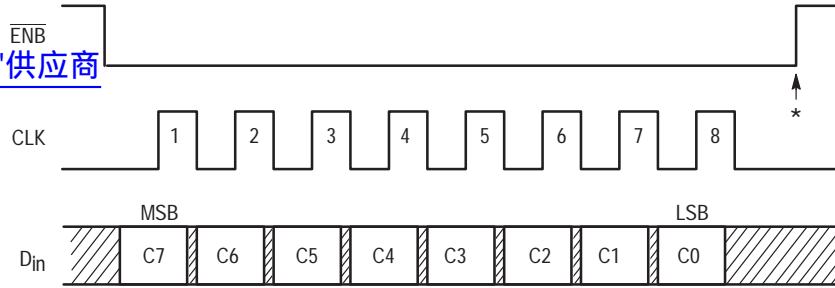 ENB
"供应商
*
CLK 1 2 3 4 5 6 7 8
MSB LSB
Din C7 C6 C5 C4 C3 C2 C1 C0